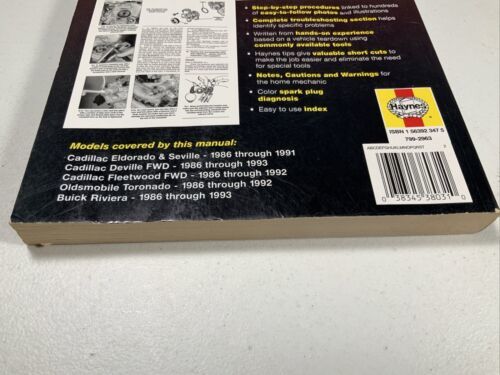 • Step-by-step procedures linked to hundreds
of easy-to-follow photos and illustrations
• Complete troubleshooting section helps
identify specific problems
• Written from hands-on experience
based on a vehicle teardown using
commonly available tools
• Haynes tips give valuable short cuts to
make the job easier and eliminate the need
for special tools
• Notes, Cautions and Warnings for
the home mechanic
• Color spark plug
diagnosis
• Easy to use index
Haynes
ISBN 1 56392 347 5
799-2963
0 38345 38031 0
Models covered by this manual:
Cadillac Eldorado & Seville - 1986 through 1991
Cadillac Deville FWD - 1986 through 1993
Cadillac Fleetwood FWD - 1986 through 1992
Oldsmobile Toronado - 1986 through 1992
Buick Riviera - 1986 through 1993